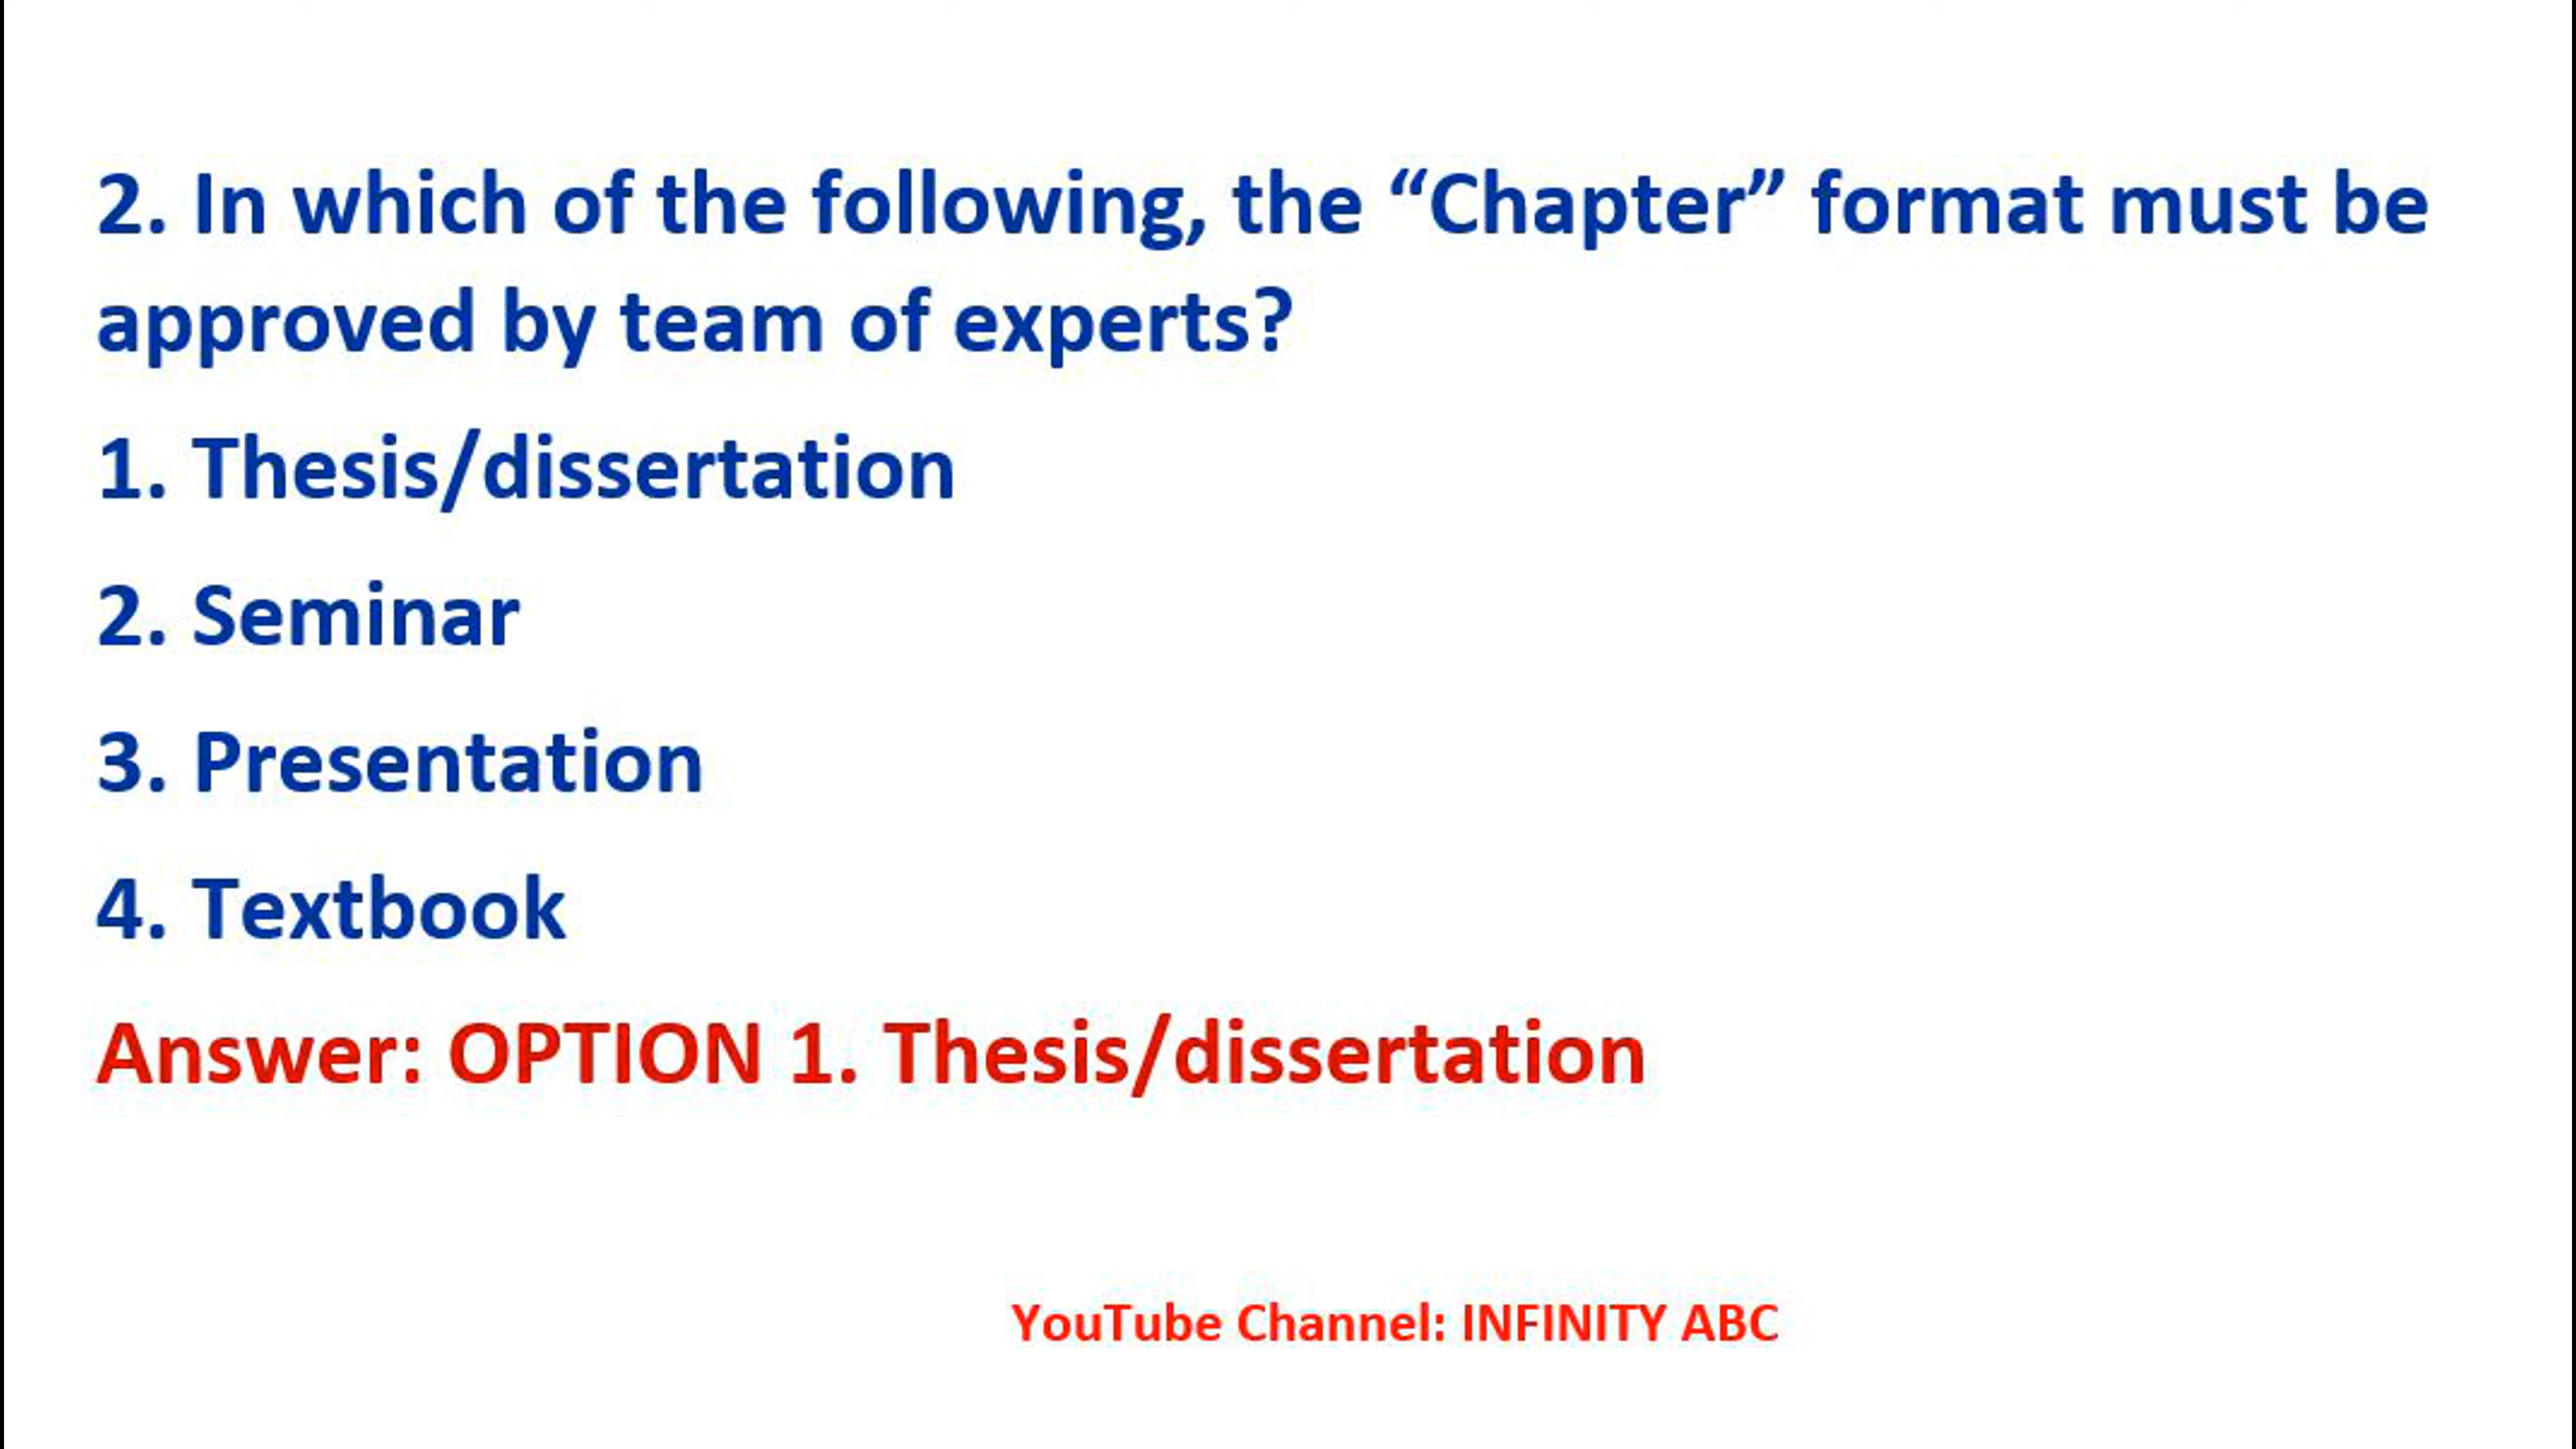 2. In which of the following, the “Chapter” format must be
approved by team of experts?
1. Thesis/dissertation
2. Seminar
3. Presentation
4. Textbook
Answer: OPTION 1. Thesis/dissertation
YouTube Channel: INFINITY ABC